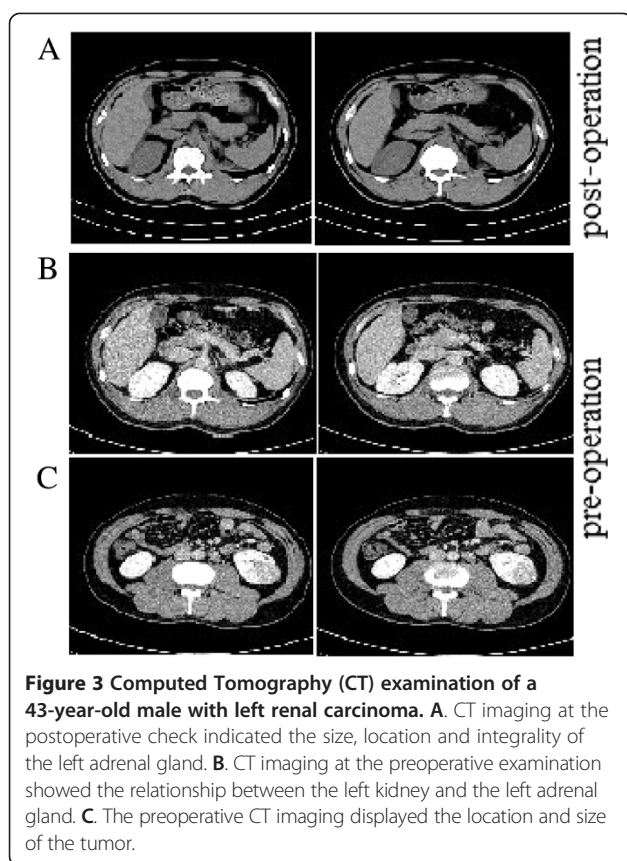 A
post-operation
B
pre-operation
C
Figure 3 Computed Tomography (CT) examination of a
43-year-old male with left renal carcinoma. A. CT imaging at the
postoperative check indicated the size, location and integrality of
the left adrenal gland. B. CT imaging at the preoperative examination
showed the relationship between the left kidney and the left adrenal
gland. C. The preoperative CT imaging displayed the location and size
of the tumor.